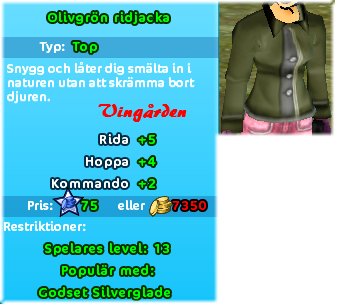 Olivgrön ridjacka
Typ: Top
Snygg och låter dig smälta in i
naturen utan att skrämma bort
djuren.
Vingården
Rida +5
Hoppa +4
Kommando +2
Pris: 75 eller 7350
Restriktioner:
Spelares level: 13
Populär med:
Godset Silverglade